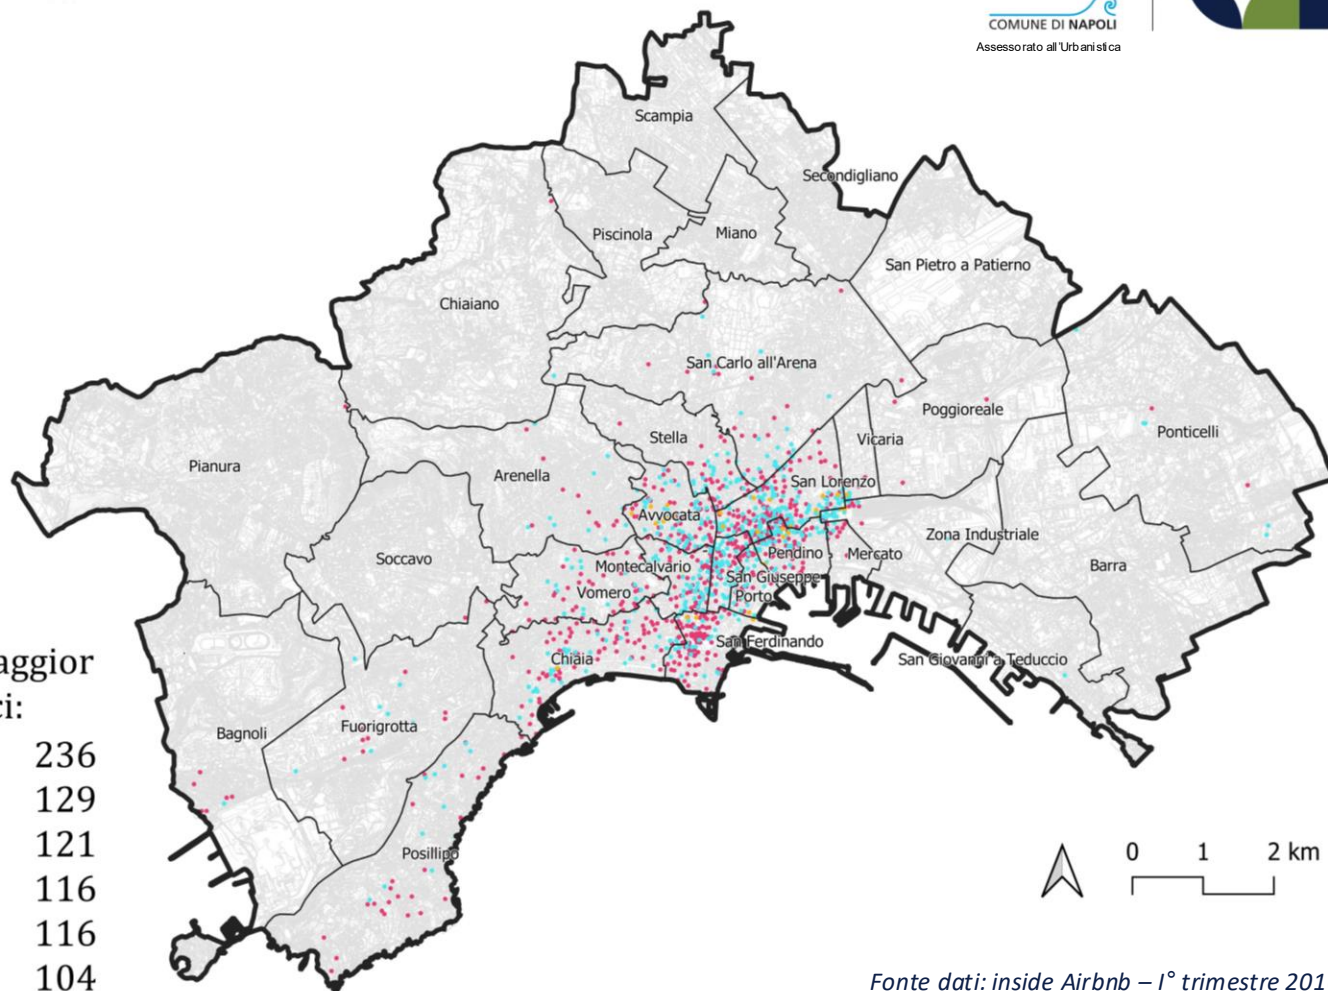 COMUNE DI NAPOLI
Assessorato all'Urbanistica
Scampia
Secondigliano
Piscinola
Miano
San Pietro a Patierno
Chiaiano
San Carlo all'Arena
Poggioreale
Stella
Vicaria
Ponticelli
Pianura
Arenella
San Lorenzo
Avvocata
Zona Industriale
Soccavo
Pendino
Mercato
Montecalvario
Barra
San Giuseppe
Vomero
Porto
San Ferdinando
Chiaia
San Giovanni a Teduccio
aggior
ci:
Bagnoli
Fuorigrotta
236
129
121
Posillipo
116
116
104
0 1 2 km
Fonte dati: inside Airbnb – I° trimestre 201